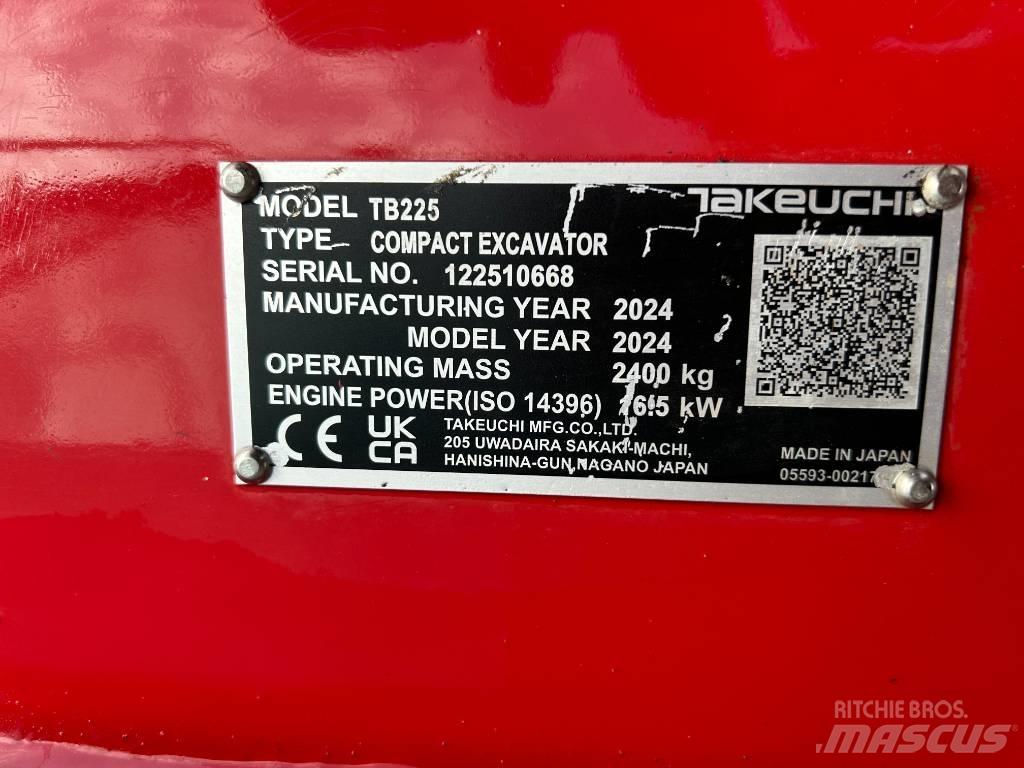 TAKEUCHI
MODEL TB225
TYPE COMPACT EXCAVATOR
SERIAL NO. 122510668
MANUFACTURING YEAR 2024
MODEL YEAR 2024
OPERATING MASS 2400 kg
ENGINE POWER(ISO 14396) 16.5 kW
CE UK CA
TAKEUCHI MFG.CO.,LTD.
205 UWADAIRA SAKAKI-MACHI,
HANISHINA-GUN,NAGANO JAPAN
MADE IN JAPAN
05593-00217
RITCHIE BROS.
MASCUS